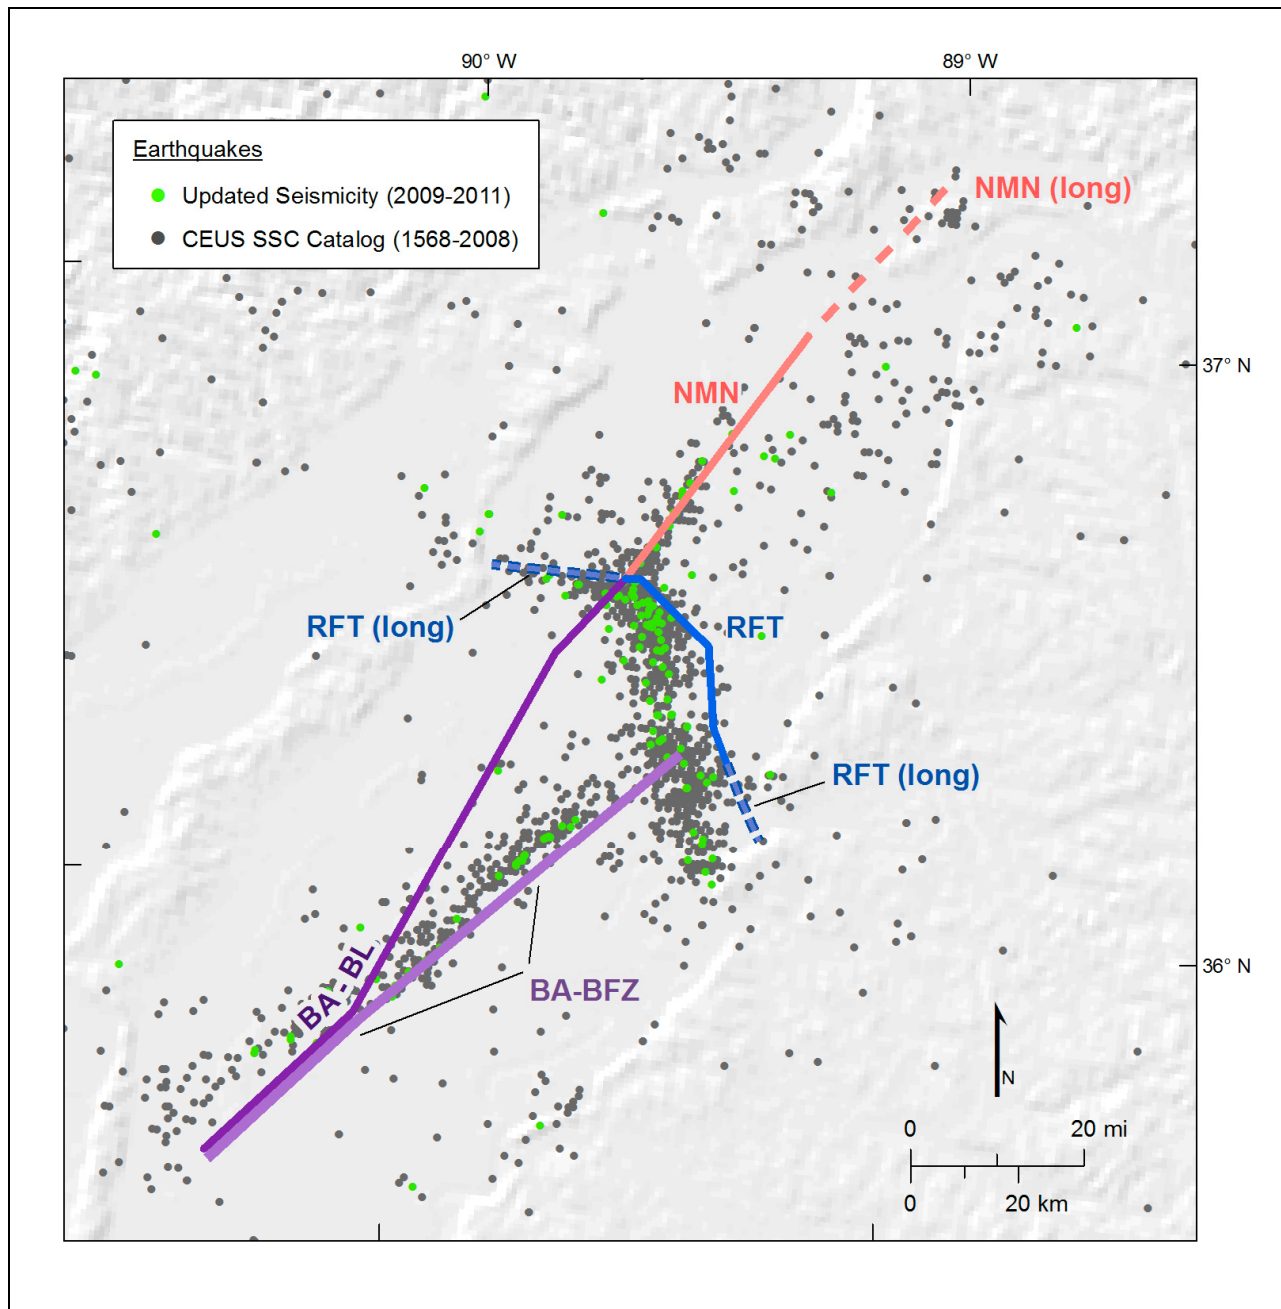 90° W
89° W
Earthquakes
Updated Seismicity (2009-2011)
CEUS SSC Catalog (1568-2008)
NMN (long)
37° N
NMN
RFT (long)
RFT
RFT (long)
BA - BL
BA-BFZ
36° N
N
0
20 mi
0
20 km